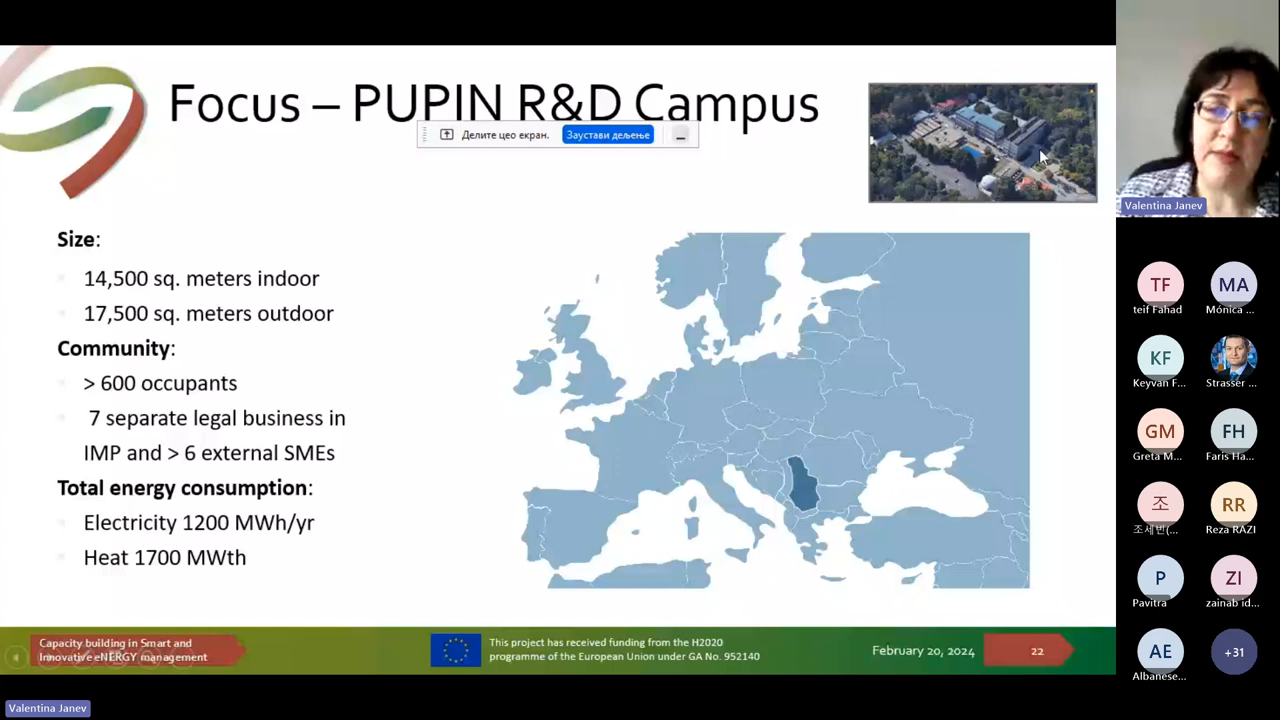 Focus – PUPIN R&D Campus
Делите цео екран.
Заустави дељење
Size:
14,500 sq. meters indoor
17,500 sq. meters outdoor
Community:
> 600 occupants
7 separate legal business in
IMP and > 6 external SMEs
Total energy consumption:
Electricity 1200 MWh/yr
Heat 1700 MWth
Capacity building in Smart and
Innovative eNERGY management
This project has received funding from the H2020
programme of the European Union under GA No. 952140
February 20, 2024
22
Valentina Janev
TF
teif Fahad
MA
Mónica ...
KF
Keyvan F...
Strasser ...
GM
Greta M...
FH
Faris Ha...
조
조세빈(...
RR
Reza RAZI
P
Pavitra
ZI
zainab id...
AE
Albanese...
+31
Valentina Janev